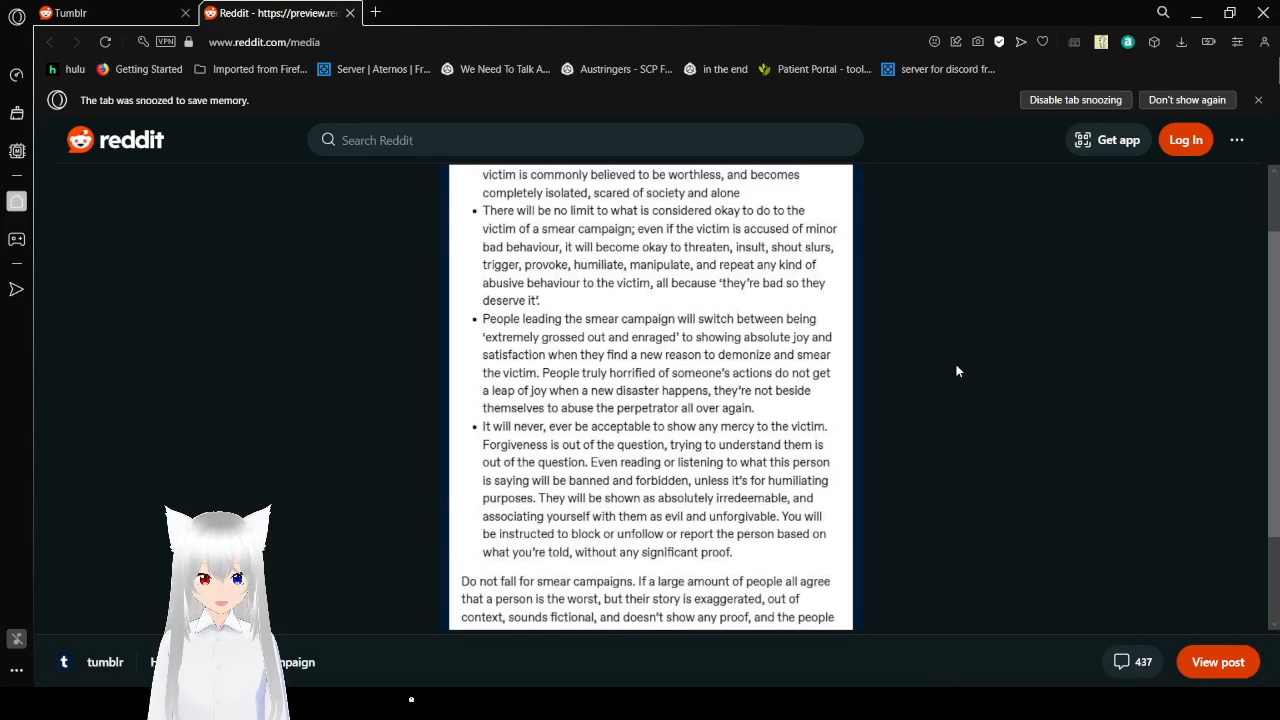 Tumblr
Reddit - https://preview.red
VPN
www.reddit.com/media
hulu
Getting Started
Imported from Firef...
Server | Aternos | Fr...
We Need To Talk A...
Austringers - SCP F...
in the end
Patient Portal - tool...
server for discord fr...
The tab was snoozed to save memory.
Disable tab snoozing
Don't show again
reddit
Search Reddit
Get app
Log In
victim is commonly believed to be worthless, and becomes
completely isolated, scared of society and alone
• There will be no limit to what is considered okay to do to the
victim of a smear campaign; even if the victim is accused of minor
bad behaviour, it will become okay to threaten, insult, shout slurs,
trigger, provoke, humiliate, manipulate, and repeat any kind of
abusive behaviour to the victim, all because ‘they’re bad so they
deserve it’.
• People leading the smear campaign will switch between being
‘extremely grossed out and enraged” to showing absolute joy and
satisfaction when they find a new reason to demonize and smear
the victim. People truly horrified of someone’s actions do not get
a leap of joy when a new disaster happens, they’re not beside
themselves to abuse the perpetrator all over again.
• It will never, ever be acceptable to show any mercy to the victim.
Forgiveness is out of the question, trying to understand them is
out of the question. Even reading or listening to what this person
is saying will be banned and forbidden, unless it’s for humiliating
purposes. They will be shown as absolutely irredeemable, and
associating yourself with them as evil and unforgivable. You will
be instructed to block or unfollow or report the person based on
what you’re told, without any significant proof.
Do not fall for smear campaigns. If a large amount of people all agree
that a person is the worst, but their story is exaggerated, out of
context, sounds fictional, and doesn’t show any proof, and the people
t tumblr
paign
437
View post